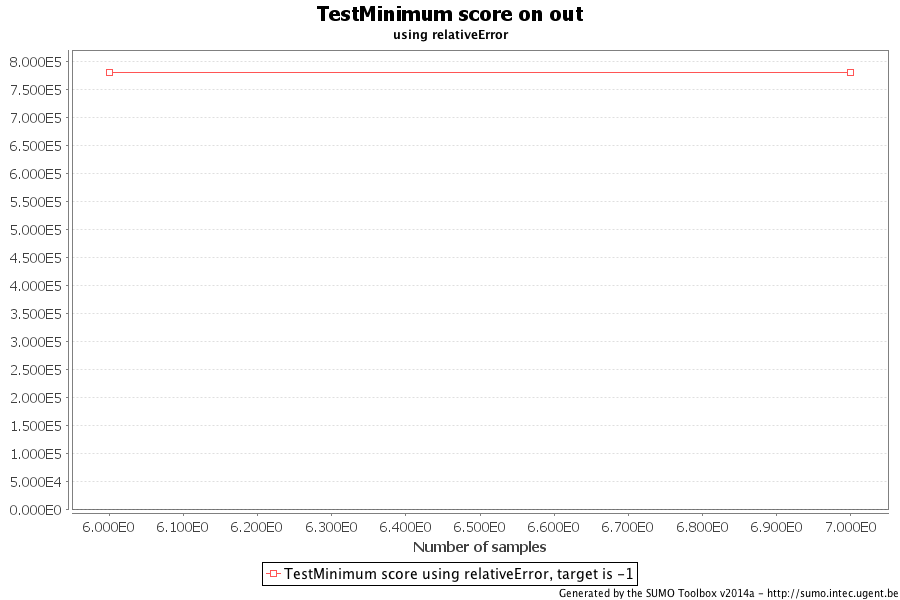 TestMinimum score on out
using relativeError
8.000E5
7.500E5
7.000E5
6.500E5
6.000E5
5.500E5
5.000E5
4.500E5
4.000E5
3.500E5
3.000E5
2.500E5
2.000E5
1.500E5
1.000E5
5.000E4
0.000E0
6.000E0 6.100E0 6.200E0 6.300E0 6.400E0 6.500E0 6.600E0 6.700E0 6.800E0 6.900E0 7.000E0
Number of samples
TestMinimum score using relativeError, target is −1
Generated by the SUMO Toolbox v2014a - http://sumo.intec.ugent.be